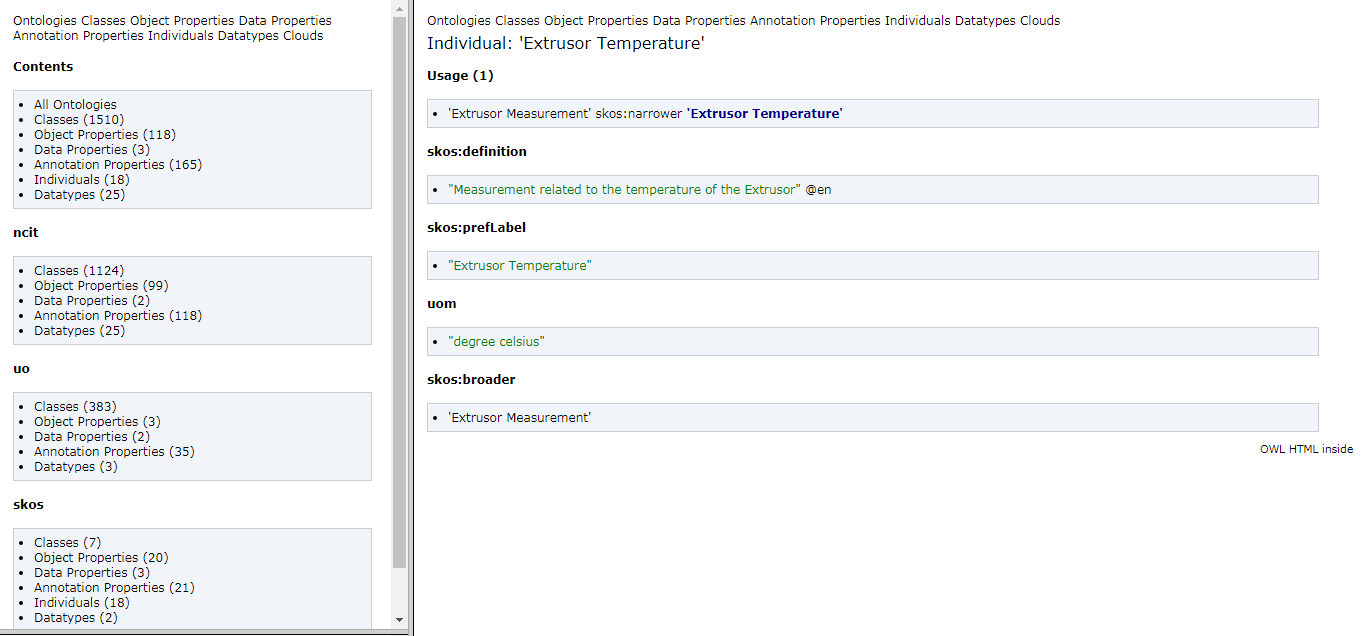 Ontologies Classes Object Properties Data Properties
Annotation Properties Individuals Datatypes Clouds
Contents
All Ontologies
Classes (1510)
Object Properties (118)
Data Properties (3)
Annotation Properties (165)
Individuals (18)
Datatypes (25)
ncit
Classes (1124)
Object Properties (99)
Data Properties (2)
Annotation Properties (118)
Datatypes (25)
uo
Classes (383)
Object Properties (3)
Data Properties (2)
Annotation Properties (35)
Datatypes (3)
skos
Classes (7)
Object Properties (20)
Data Properties (3)
Annotation Properties (21)
Individuals (18)
Datatypes (2)
Ontologies Classes Object Properties Data Properties Annotation Properties Individuals Datatypes Clouds
Individual: 'Extrusor Temperature'
Usage (1)
'Extrusor Measurement' skos:narrower 'Extrusor Temperature'
skos:definition
"Measurement related to the temperature of the Extrusor" @en
skos:prefLabel
"Extrusor Temperature"
uom
"degree celsius"
skos:broader
'Extrusor Measurement'
OWL HTML inside